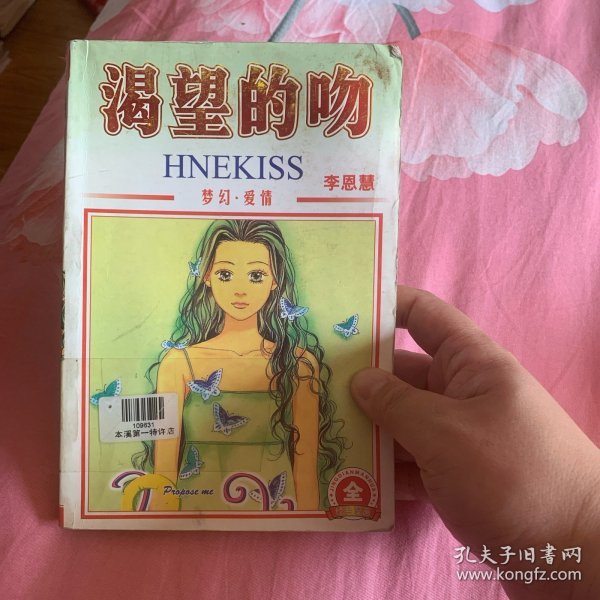 渴望的吻
HNEKISS
李恩慧
梦幻·爱情
109631
本溪第一特许店
Propose me
全
孔夫子旧书网
www.kongfz.com